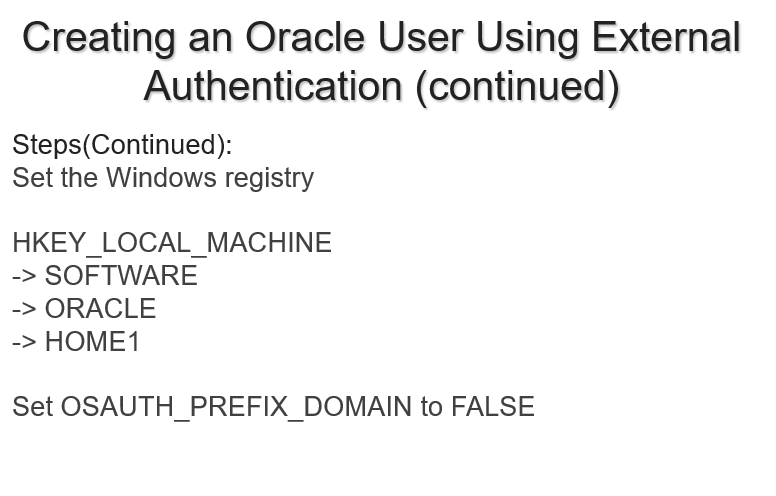 Creating an Oracle User Using External
Authentication (continued)
Steps(Continued):
Set the Windows registry
HKEY_LOCAL_MACHINE
-> SOFTWARE
-> ORACLE
-> HOME1
Set OSAUTH_PREFIX_DOMAIN to FALSE